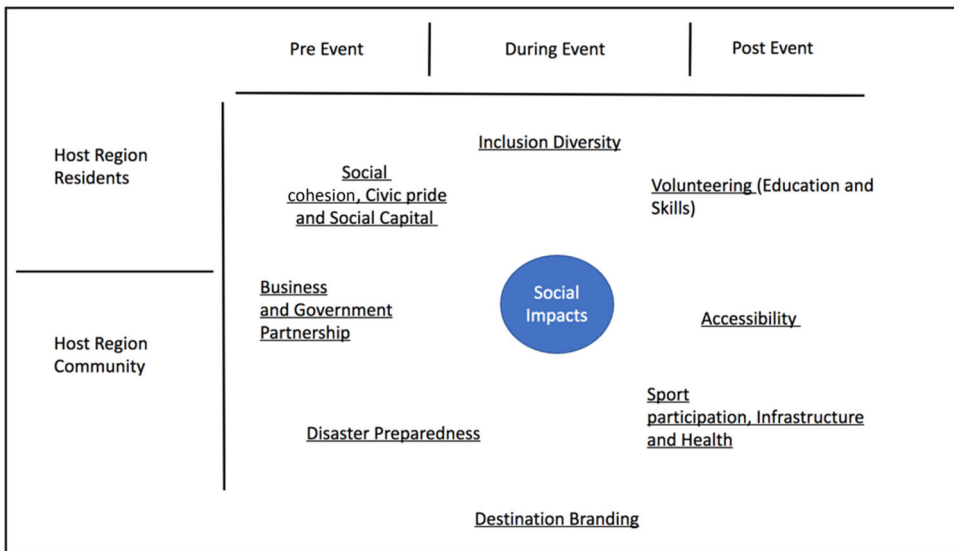 Pre Event
During Event
Post Event
Host Region
Residents
Inclusion Diversity
Social
cohesion, Civic pride
and Social Capital
Volunteering (Education and
Skills)
Host Region
Community
Business
and Government
Partnership
Social
Impacts
Accessibility
Disaster Preparedness
Sport
participation, Infrastructure
and Health
Destination Branding